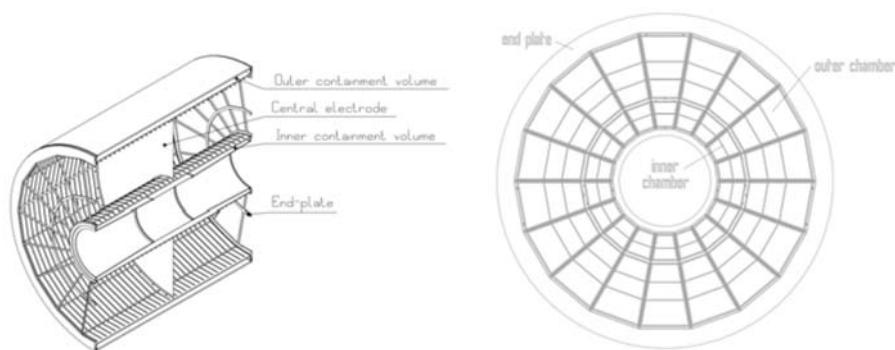 Outer containment volume
Central electrode
Inner containment volume
End-plate
end plate
outer chamber
inner
chamber